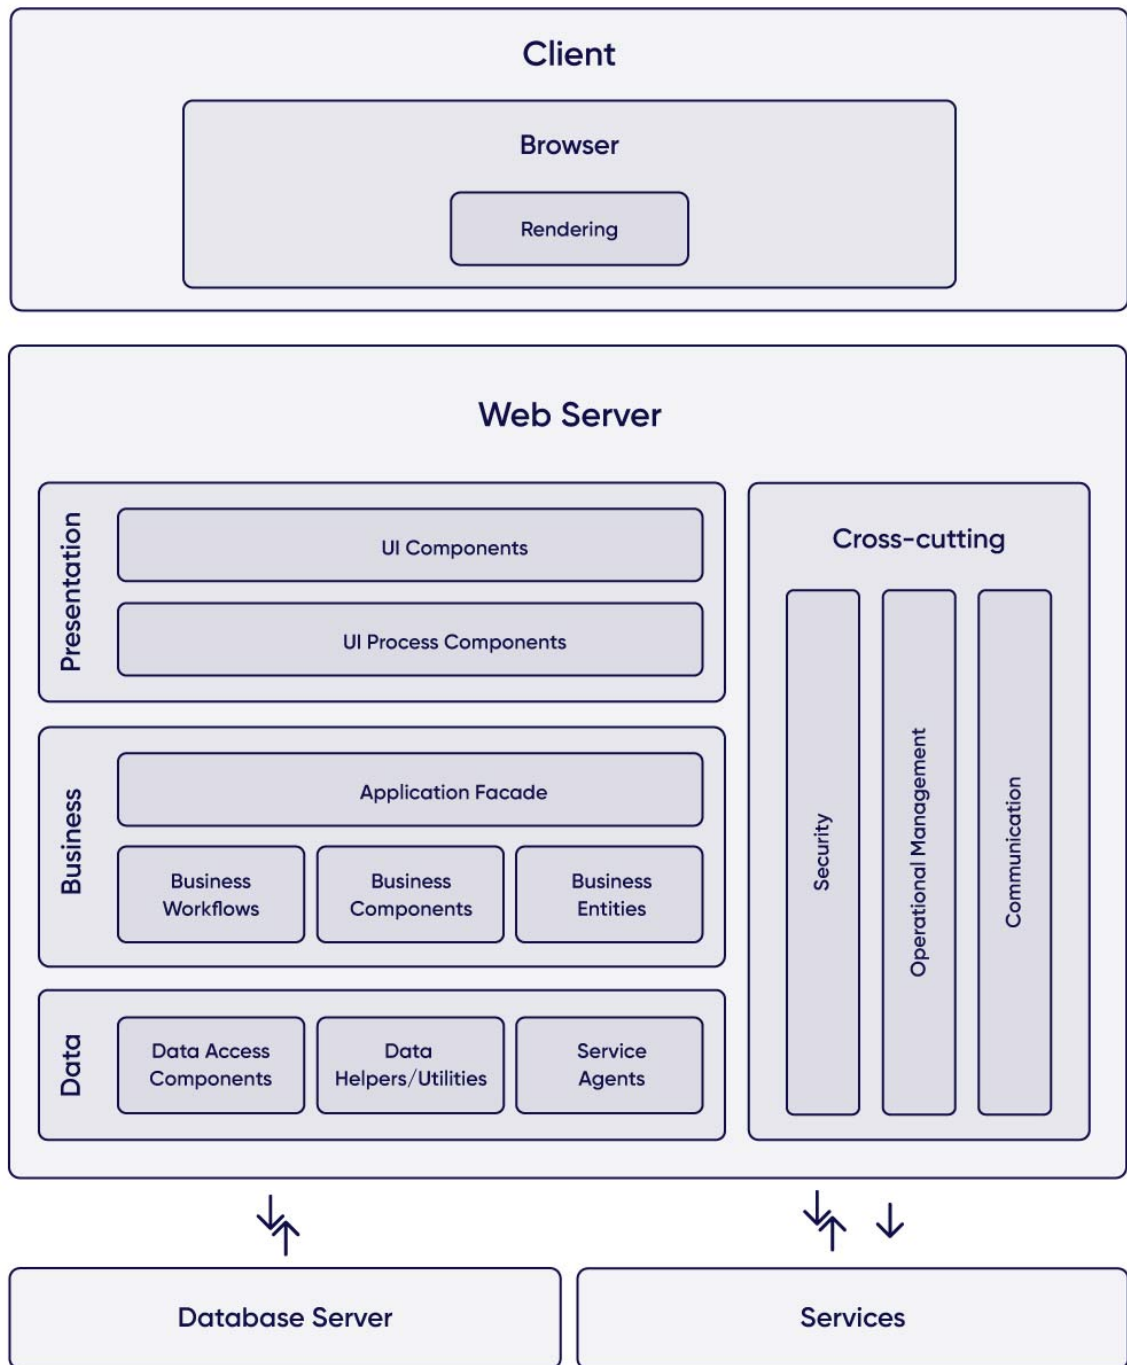 Client
Browser
Rendering
Web Server
Presentation
UI Components
UI Process Components
Business
Application Facade
Business
Workflows
Business
Components
Business
Entities
Data
Data Access
Components
Data
Helpers/Utilities
Service
Agents
Cross-cutting
Security
Operational Management
Communication
Database Server
Services